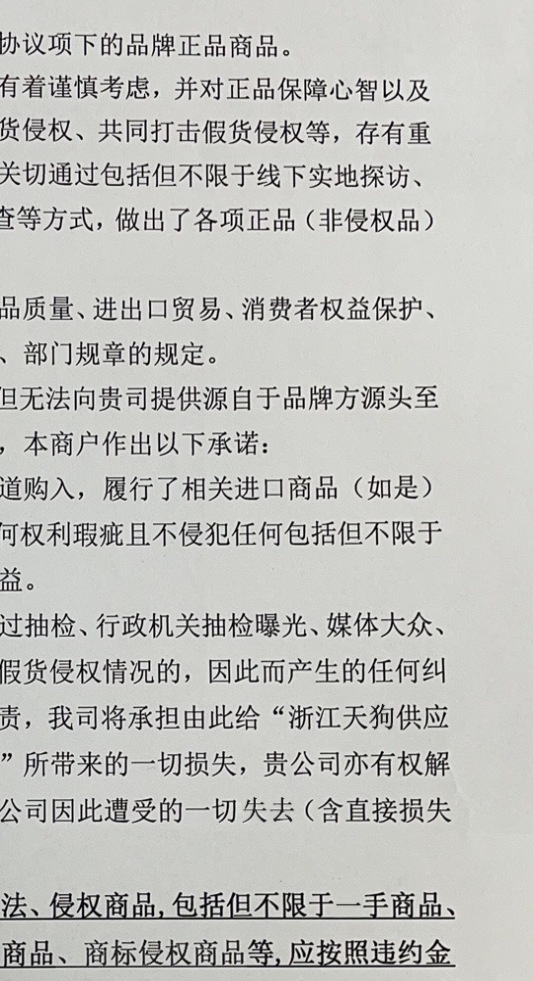 协议项下的品牌正品商品。
有着谨慎考虑，并对正品保障心智以及
货侵权、共同打击假货侵权等，存有重
关切通过包括但不限于线下实地探访、
查等方式，做出了各项正品（非侵权品）
品质量、进出口贸易、消费者权益保护、
、部门规章的规定。
但无法向贵司提供源自于品牌方源头至
，本商户作出以下承诺：
道购入，履行了相关进口商品（如是）
何权利瑕疵且不侵犯任何包括但不限于
益。
过抽检、行政机关抽检曝光、媒体大众、
假货侵权情况的，因此而产生的任何纠
责，我司将承担由此给“浙江天狗供应
”所带来的一切损失，贵公司亦有权解
公司因此遭受的一切失去（含直接损失
法、侵权商品,包括但不限于一手商品、
商品、商标侵权商品等,应按照违约金